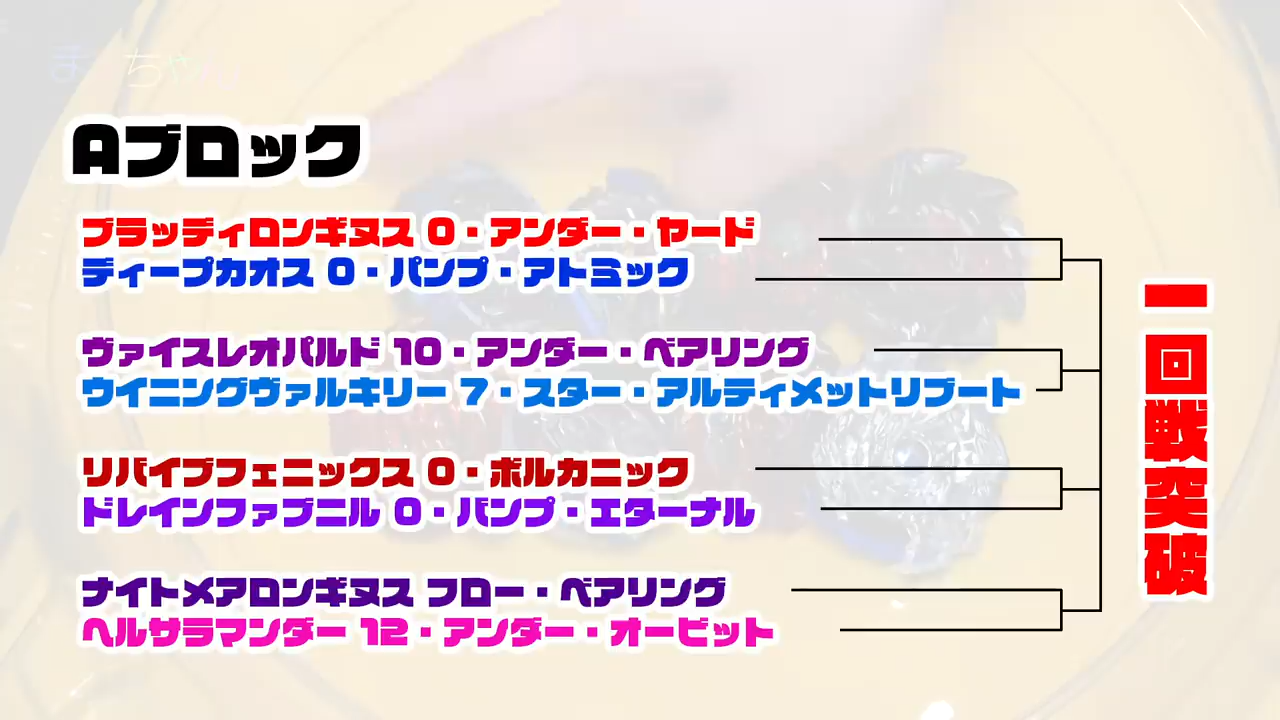 Aブロック
ブラッディロンギヌス 0・アンダー・ヤード
ディープカオス 0・バンプ・アトミック
ヴァイスレオパルド 10・アンダー・ベアリング
ウイニングヴァルキリー 7・スター・アルティメットリブート
リバイブフェニックス 0・ボルカニック
ドレインファブニル 0・バンプ・エターナル
ナイトメアロンギヌス フロー・ベアリング
ヘルサラマンダー 12・アンダー・オービット
一回戦突破